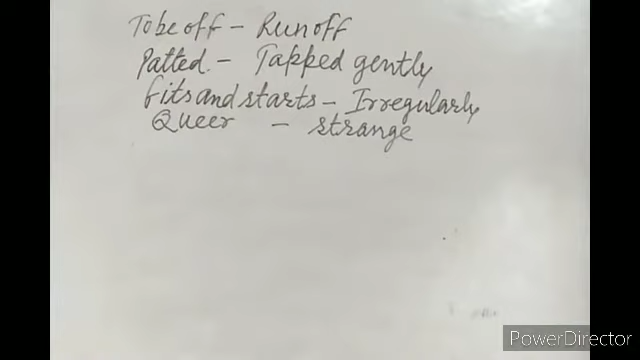 To be off - Run off
Patted - Tapped gently
fits and starts - Irregularly
Queer - strange
PowerDirector